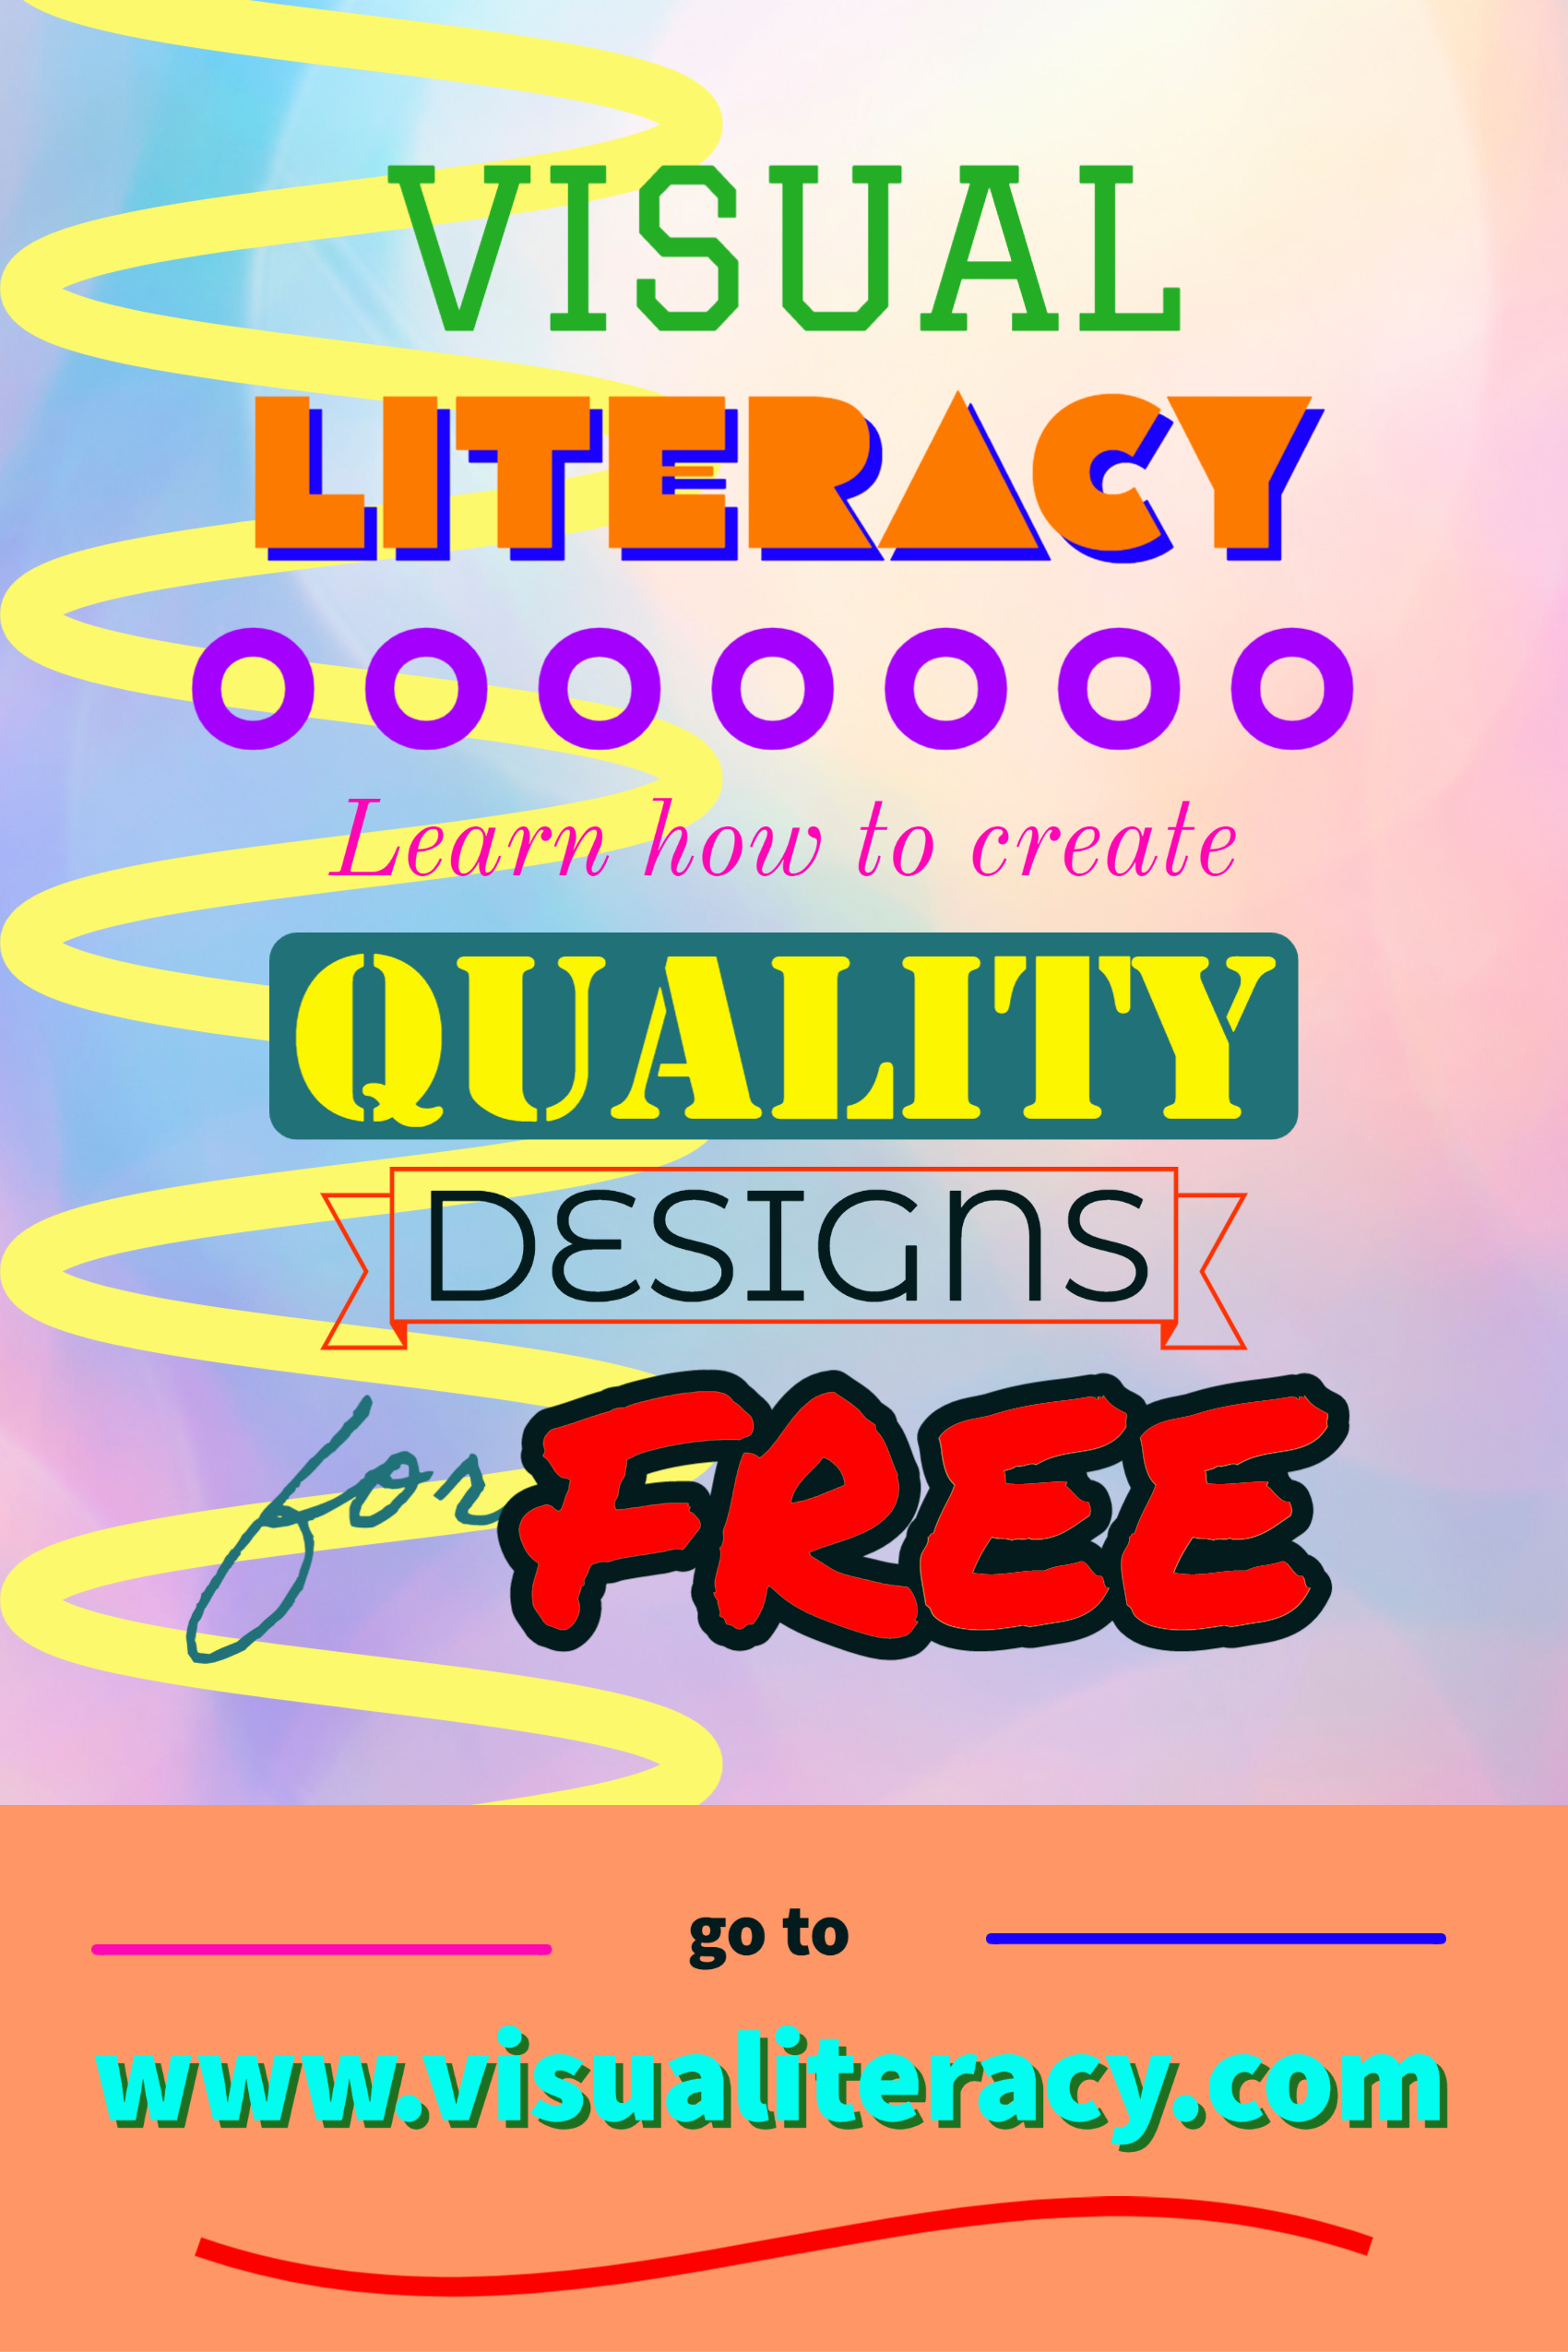 VISUAL
LITERACY
Learn how to create
QUALITY
DESIGNS
for FREE
go to
www.visualiteracy.com